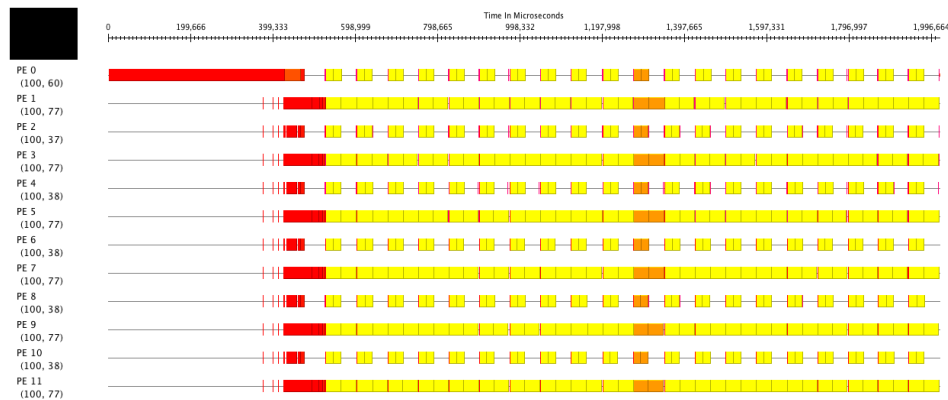 Time In Microseconds
199,666 399,333 598,999 798,665 998,332 1,197,998 1,397,665 1,597,331 1,796,998 1,996,664
PE 0
(100, 60)
PE 1
(100, 77)
PE 2
(100, 37)
PE 3
(100, 77)
PE 4
(100, 38)
PE 5
(100, 77)
PE 6
(100, 38)
PE 7
(100, 77)
PE 8
(100, 38)
PE 9
(100, 77)
PE 10
(100, 38)
PE 11
(100, 77)